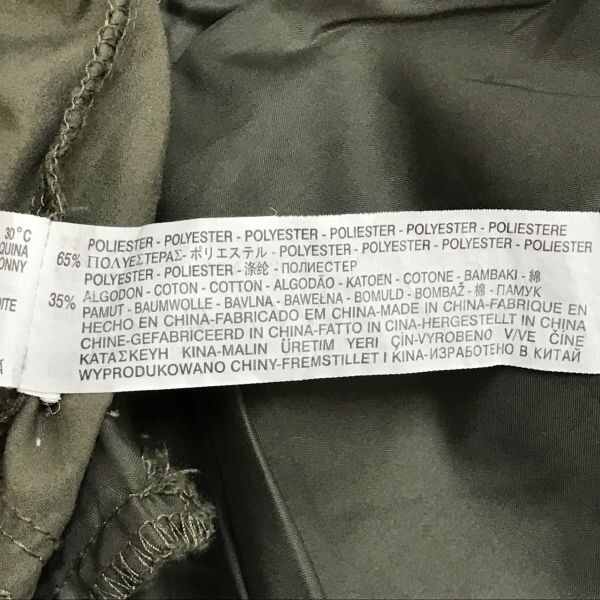 30°C
QUINA
ONNY
ITE
Ă
65% POLIESTER - POLYESTER - POLYESTER - POLIESTER - POLIESTERE
ΠΟΛΥΕΣΤΕΡΑΣ- ポリエステル - POLYESTER - POLYESTER - POLYESTER
POLYESTER - POLIESTER - 涤纶 - ПОЛИЕСТЕР
35% ALGODON - COTON - COTTON - ALGODÃO - KATOEN - COTONE - BAMBAKI - 綿
PAMUT - BAUMWOLLE - BAVLNA - BAWEŁNA - BOMULD - BOMBAŽ - 棉 - ПАМУК
HECHO EN CHINA-FABRICADO EM CHINA-MADE IN CHINA-FABRIQUE EN
CHINE-GEFABRICEERD IN CHINA-FATTO IN CINA-HERGESTELLT IN CHINA
ΚΑΤΑΣΚΕΥΗ ΚΙΝΑ-MALIN ÜRETIM YERI ÇIN-VYROBENO V/VE ČÍNĚ
WYPRODUKOWANO CHINY-FREMSTILLET I KINA-ИЗРАБОТЕНО В КИТАЙ